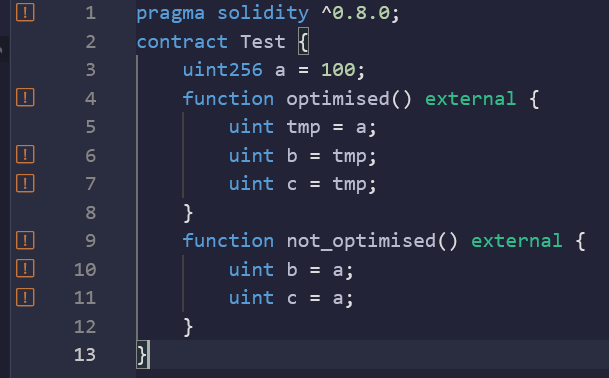 1 pragma solidity ^0.8.0;
2 contract Test {
3     uint256 a = 100;
4     function optimised() external {
5         uint tmp = a;
6         uint b = tmp;
7         uint c = tmp;
8     }
9     function not_optimised() external {
10         uint b = a;
11         uint c = a;
12     }
13 }